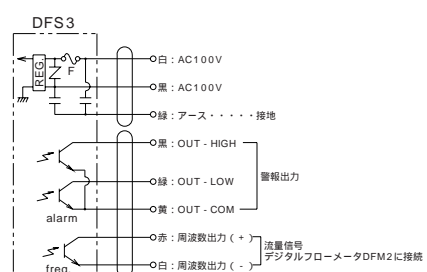 DFS3
REG.
F
白：AC100V
黒：AC100V
緑：アース・・・・・接地
黒：OUT - HIGH
緑：OUT - LOW
警報出力
黄：OUT - COM
alarm
赤：周波数出力 ( + )
流量信号
デジタルフローメータDFM2に接続
白：周波数出力 ( - )
freq.